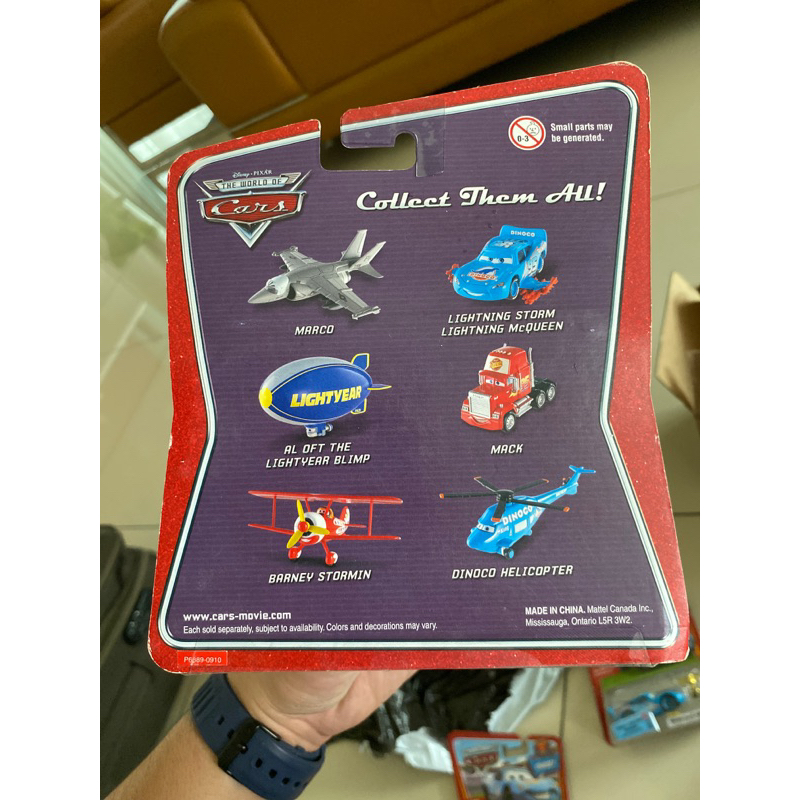 Disney · PIXAR
THE WORLD OF
Cars
Collect Them All!
0-3
Small parts may
be generated.
MARCO
DINOCO
LIGHTNING STORM
LIGHTNING McQUEEN
LIGHTYEAR
AL OFT THE
LIGHTYEAR BLIMP
MACK
BARNEY STORMIN
DINOCO
DINOCO HELICOPTER
www.cars-movie.com
Each sold separately, subject to availability. Colors and decorations may vary.
MADE IN CHINA. Mattel Canada Inc.,
Mississauga, Ontario L5R 3W2.